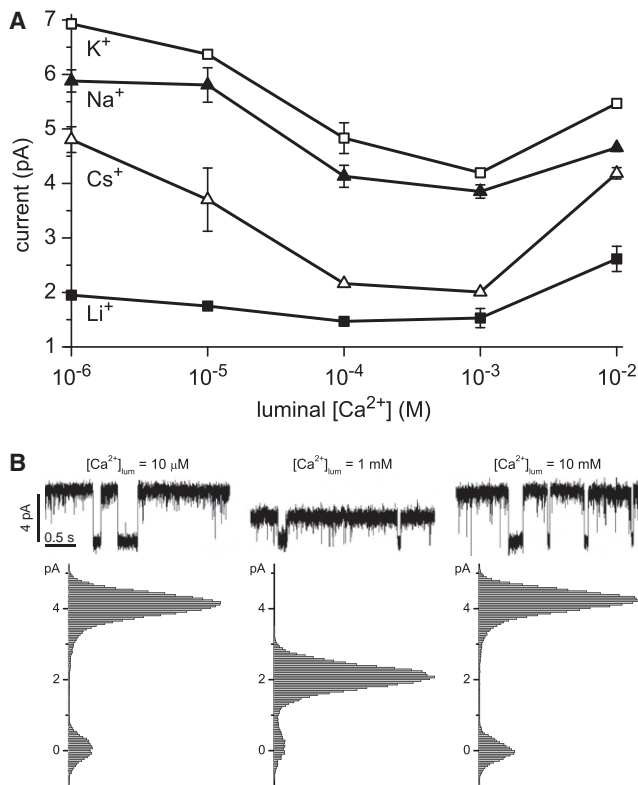 A
7
K⁺
6
Na⁺
5
Cs⁺
4
3
2
Li⁺
1
current (pA)
10⁻⁶ 10⁻⁵ 10⁻⁴ 10⁻³ 10⁻²
luminal [Ca²⁺] (M)
B
[Ca²⁺]lum = 10 µM [Ca²⁺]lum = 1 mM [Ca²⁺]lum = 10 mM
4 pA
0.5 s
pA pA pA
4 4 4
2 2 2
0 0 0